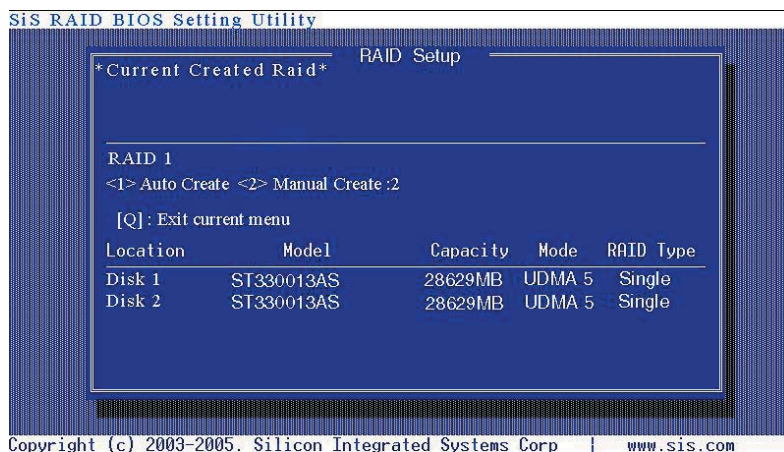 SiS RAID BIOS Setting Utility
RAID Setup
*Current Created Raid*
RAID 1
<1> Auto Create <2> Manual Create :2
[Q] : Exit current menu
Location Model Capacity Mode RAID Type
Disk 1 ST330013AS 28629MB UDMA 5 Single
Disk 2 ST330013AS 28629MB UDMA 5 Single
Copyright (c) 2003-2005. Silicon Integrated Systems Corp | www.sis.com